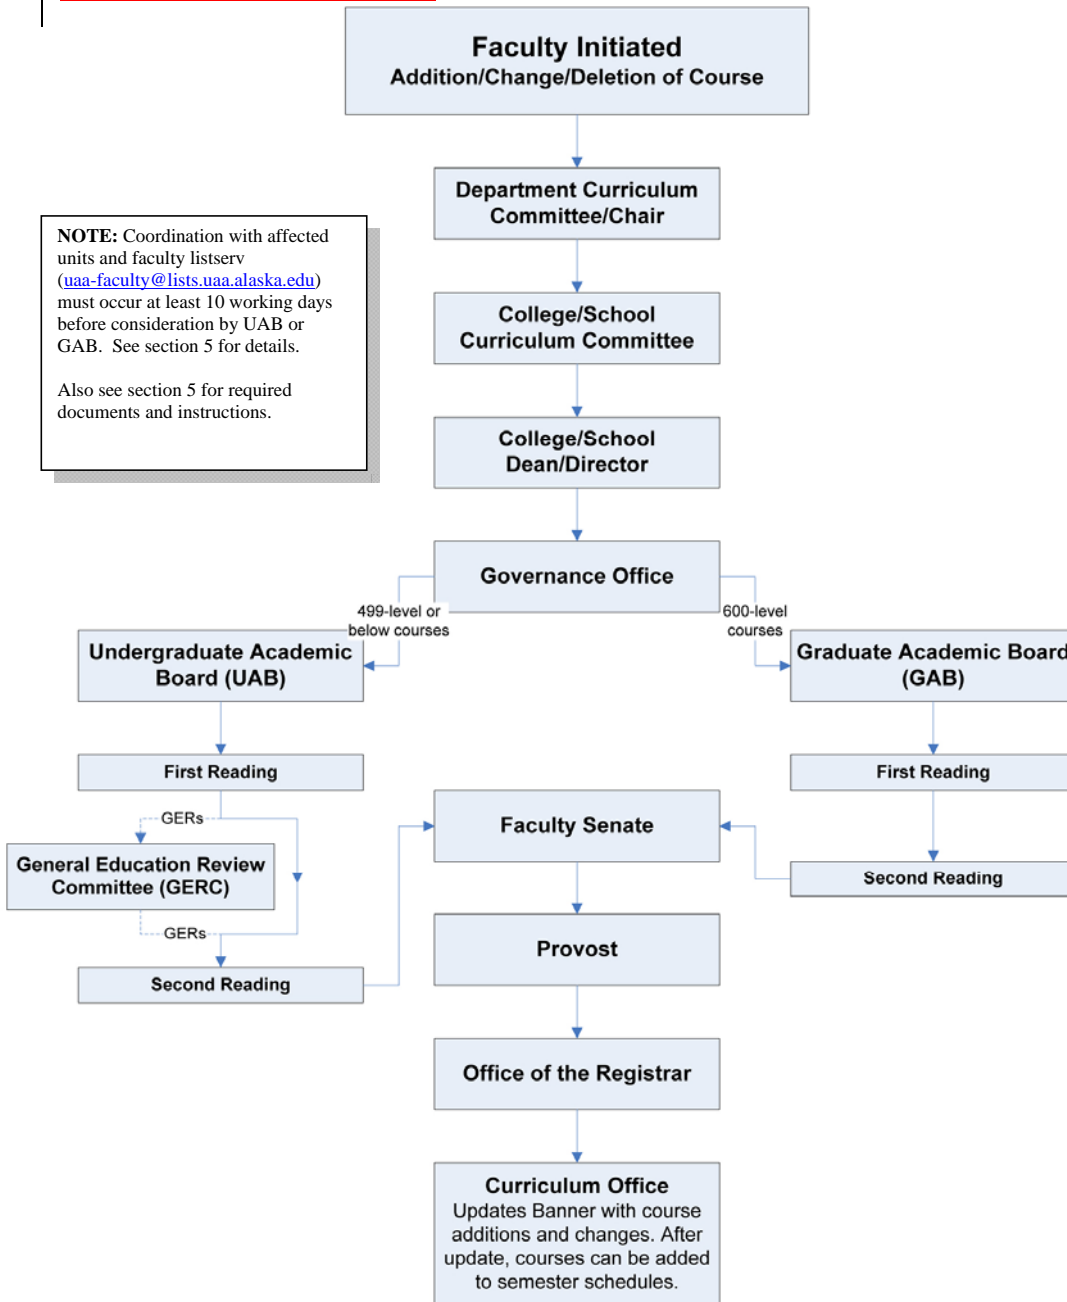 Faculty Initiated
Addition/Change/Deletion of Course
Department Curriculum
Committee/Chair
NOTE: Coordination with affected
units and faculty listserv
(uaa-faculty@lists.uaa.alaska.edu)
must occur at least 10 working days
before consideration by UAB or
GAB.  See section 5 for details.
Also see section 5 for required
documents and instructions.
College/School
Curriculum Committee
College/School
Dean/Director
Governance Office
499-level or
below courses
600-level
courses
Undergraduate Academic
Board (UAB)
Graduate Academic Board
(GAB)
First Reading
First Reading
GERs
General Education Review
Committee (GERC)
GERs
Second Reading
Faculty Senate
Second Reading
Provost
Office of the Registrar
Curriculum Office
Updates Banner with course
additions and changes. After
update, courses can be added
to semester schedules.